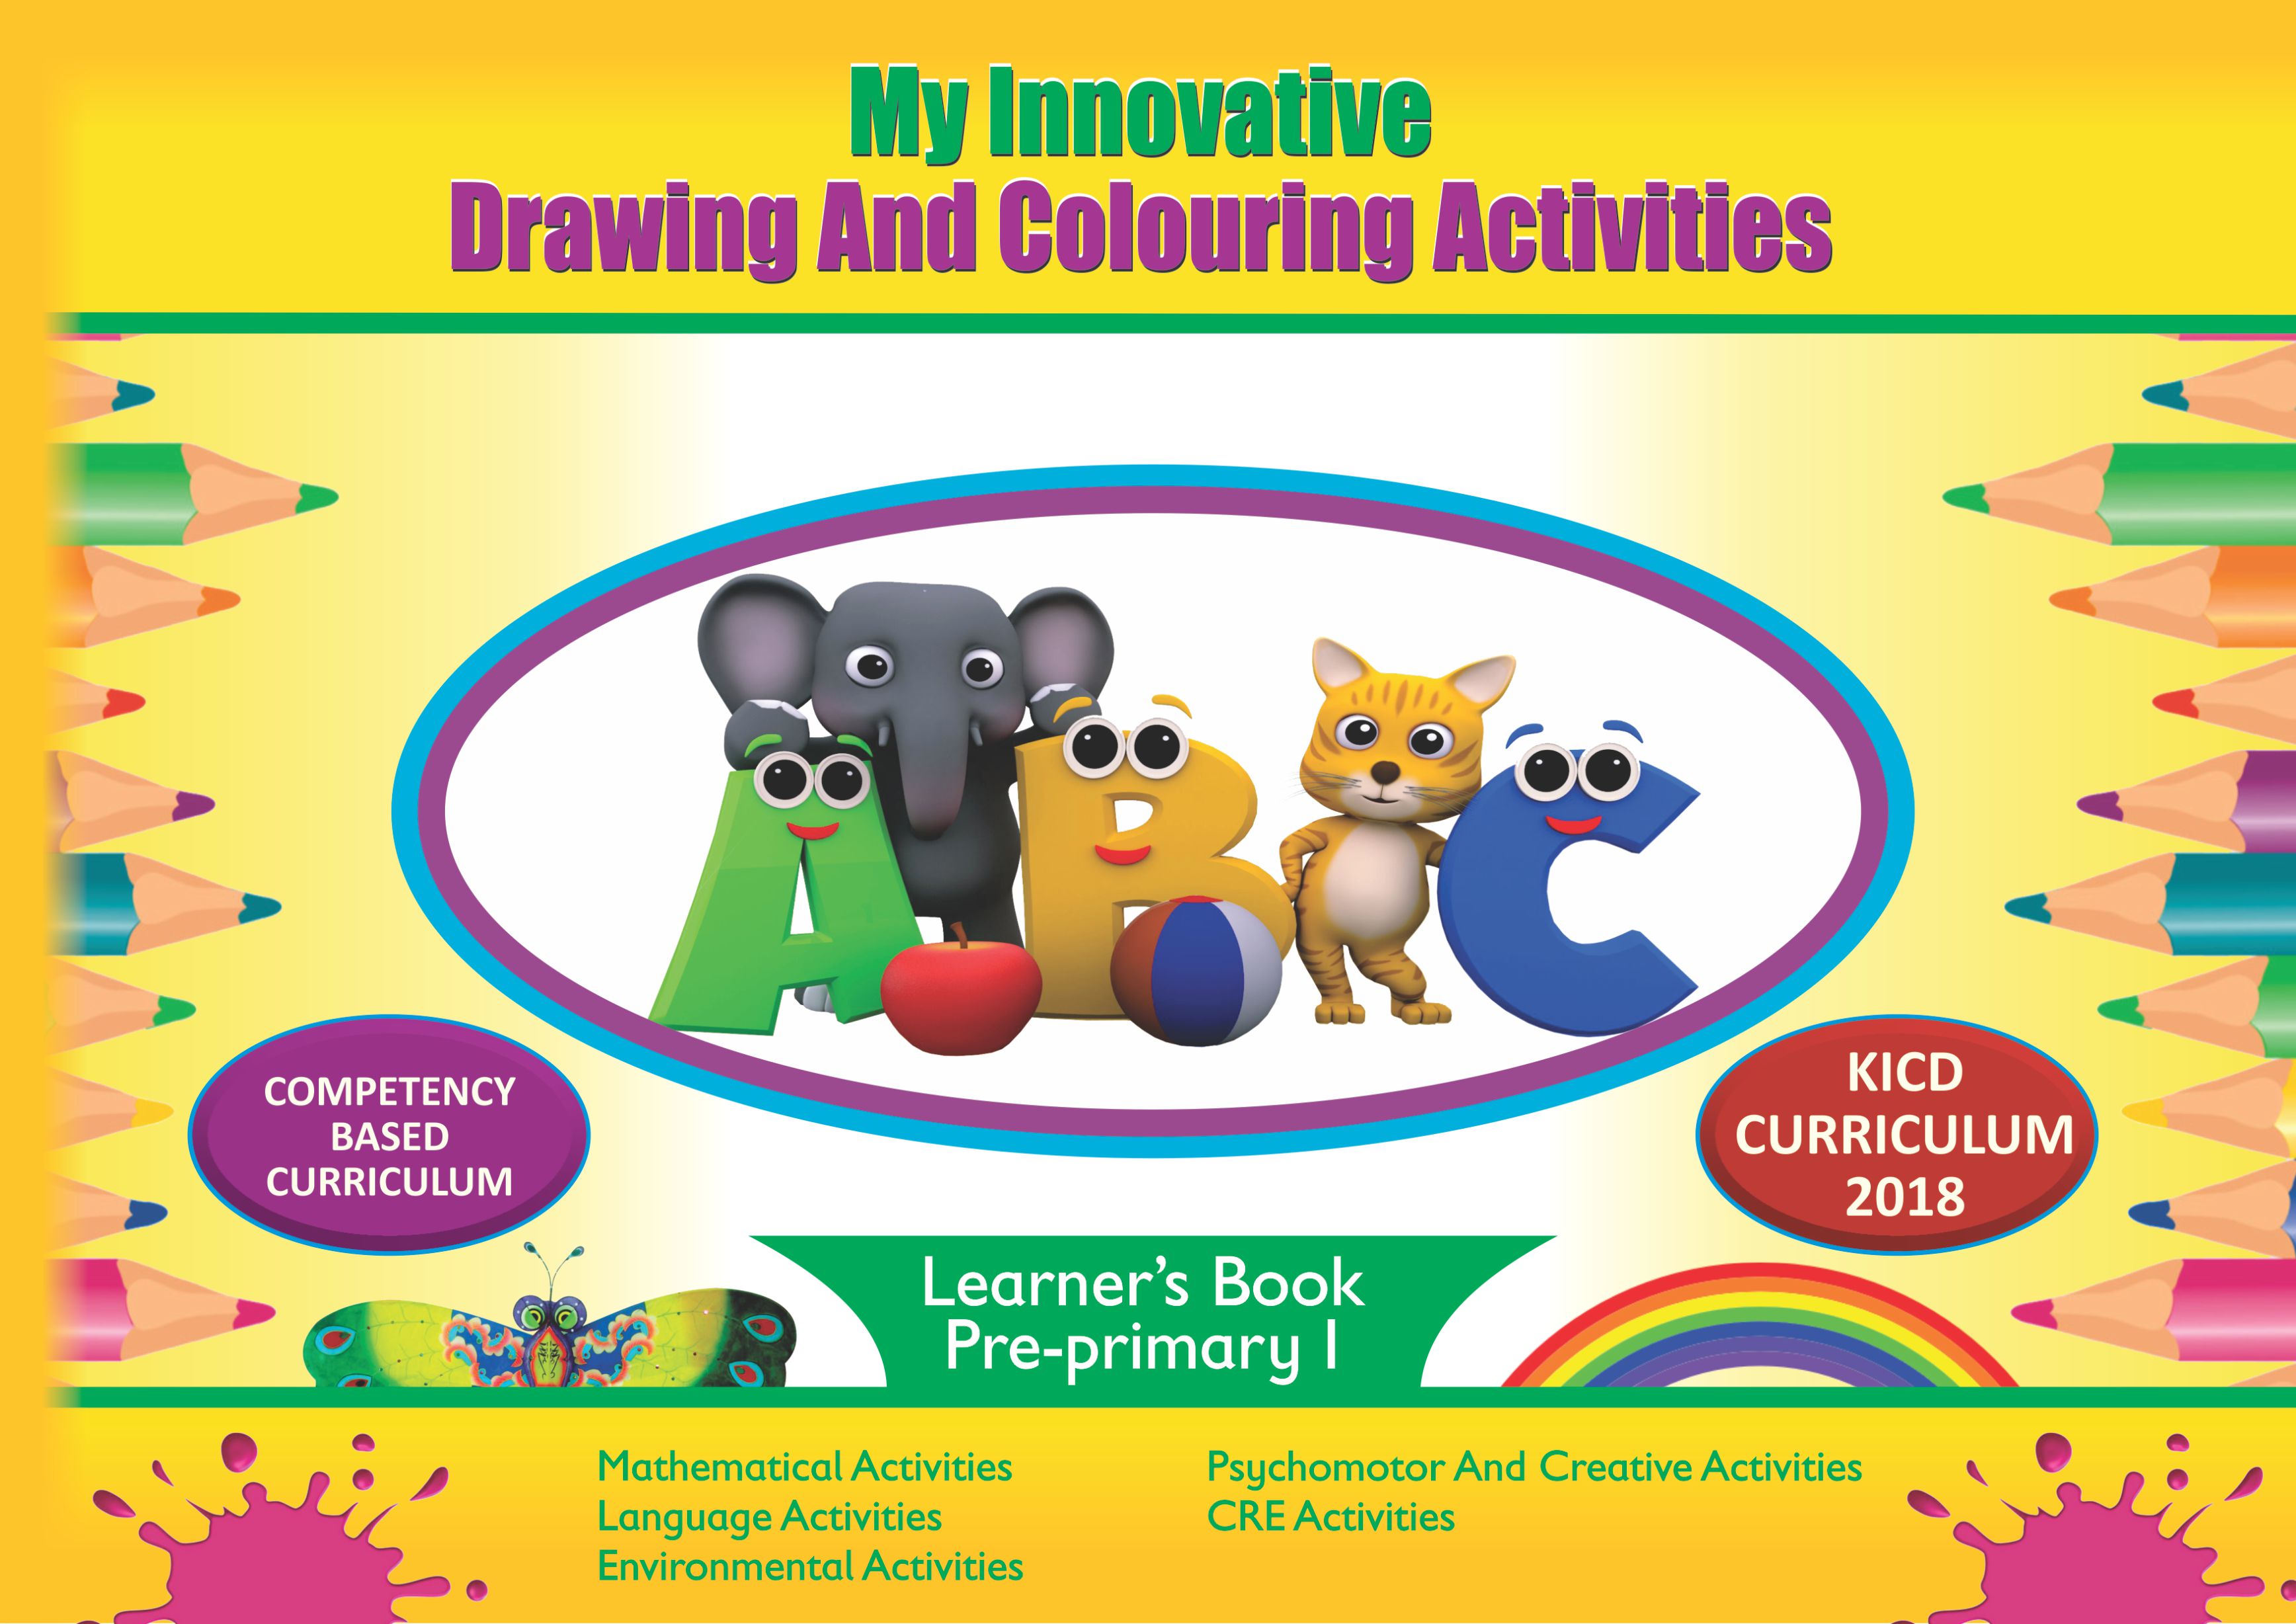 My Innovative
Drawing And Colouring Activities
A B C
COMPETENCY
BASED
CURRICULUM
KICD
CURRICULUM
2018
Learner's Book
Pre-primary 1
Mathematical Activities
Language Activities
Environmental Activities
Psychomotor And Creative Activities
CRE Activities